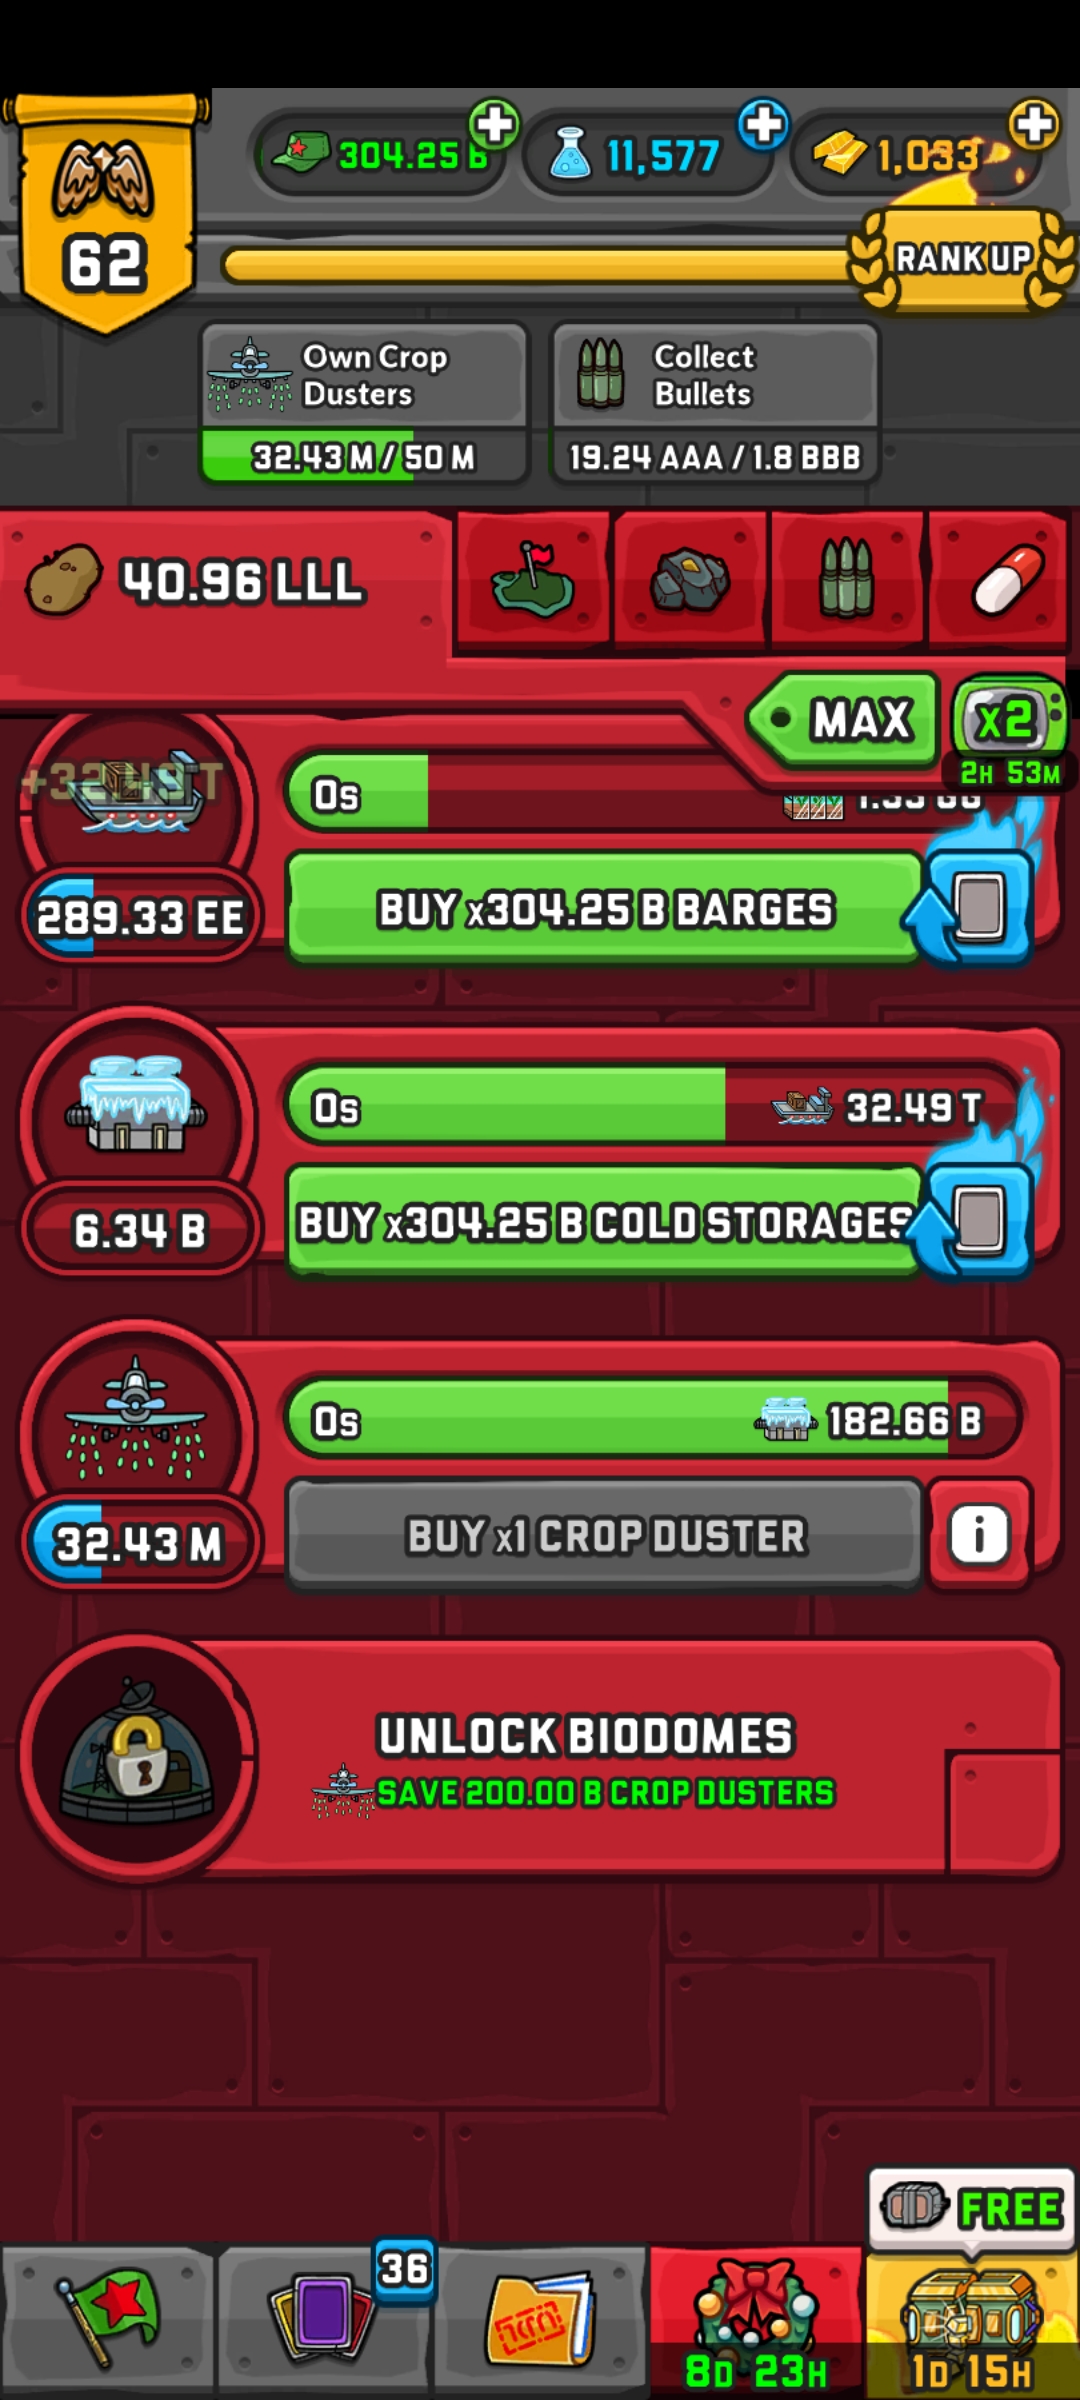 304.25 B
11,577
1,033
62
RANK UP
Own Crop
Dusters
Collect
Bullets
32.43 M / 50 M
19.24 AAA / 1.8 BBB
40.96 LLL
MAX
x2
2H 53M
0s
289.33 EE
BUY x304.25 B BARGES
0s
32.49 T
6.34 B
BUY x304.25 B COLD STORAGES
0s
182.66 B
32.43 M
BUY x1 CROP DUSTER
i
UNLOCK BIODOMES
SAVE 200.00 B CROP DUSTERS
FREE
36
8D 23H
1D 15H